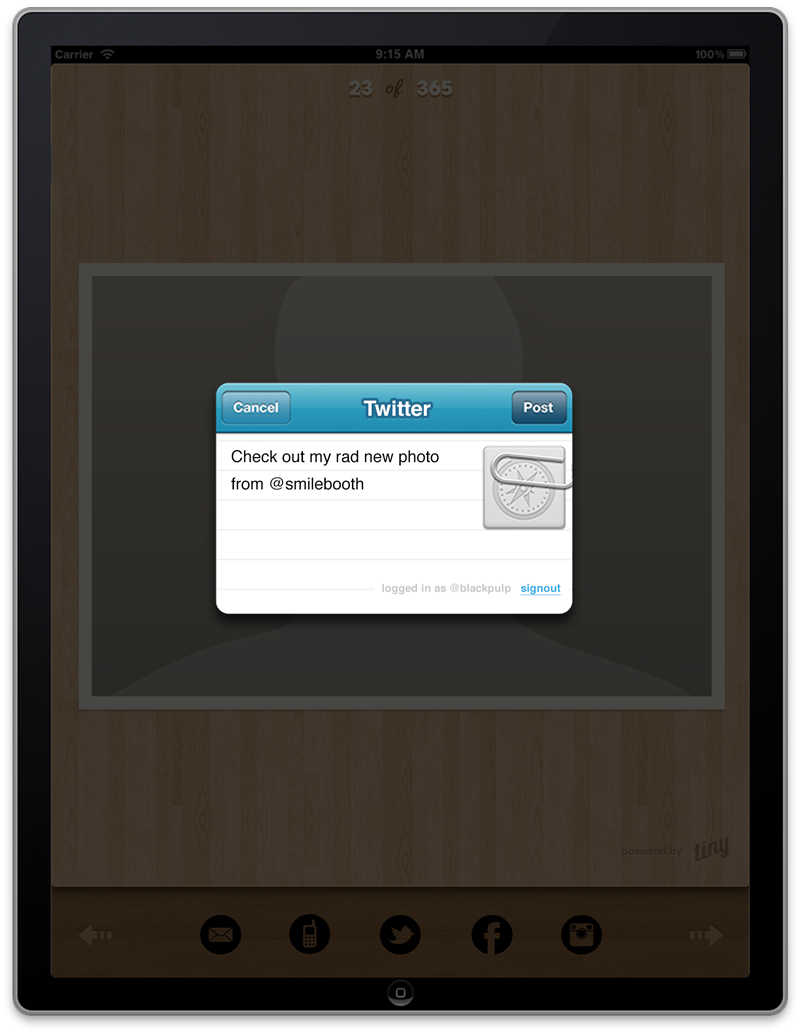 Carrier 9:15 AM 100%
23 of 365
Cancel Twitter Post
Check out my rad new photo
from @smilebooth
logged in as @blackpulp signout
powered by tiny